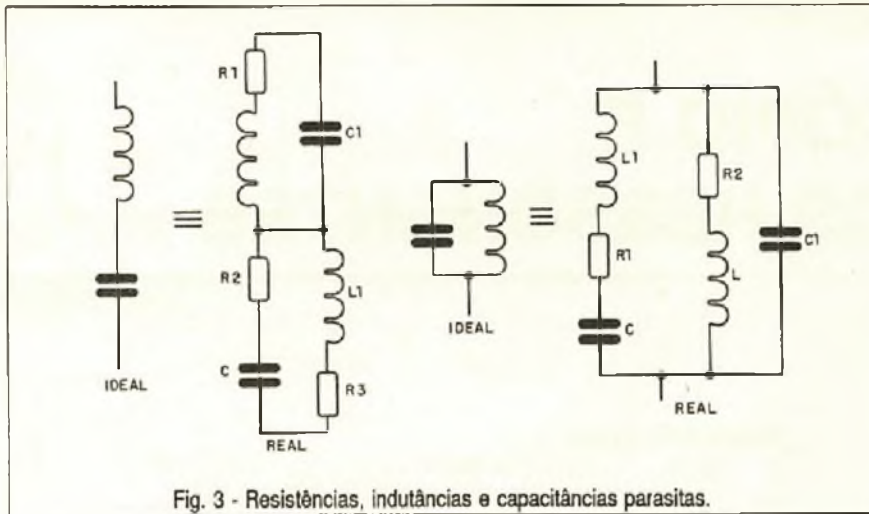 R1
C1
R2
L1
C
R3
IDEAL
REAL
L1
R2
R1
C1
L
C
IDEAL
REAL
Fig. 3 - Resistências, indutâncias e capacitâncias parasitas.